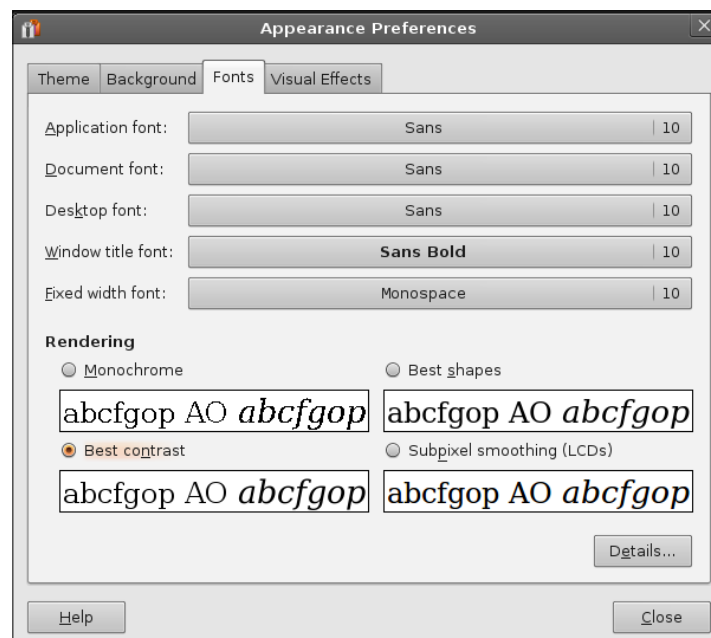 Appearance Preferences
Theme Background Fonts Visual Effects
Application font: Sans 10
Document font: Sans 10
Desktop font: Sans 10
Window title font: Sans Bold 10
Fixed width font: Monospace 10
Rendering
Monochrome Best shapes
abcfgop AO abcfgop abcfgop AO abcfgop
Best contrast Subpixel smoothing (LCDs)
abcfgop AO abcfgop abcfgop AO abcfgop
Details...
Help Close